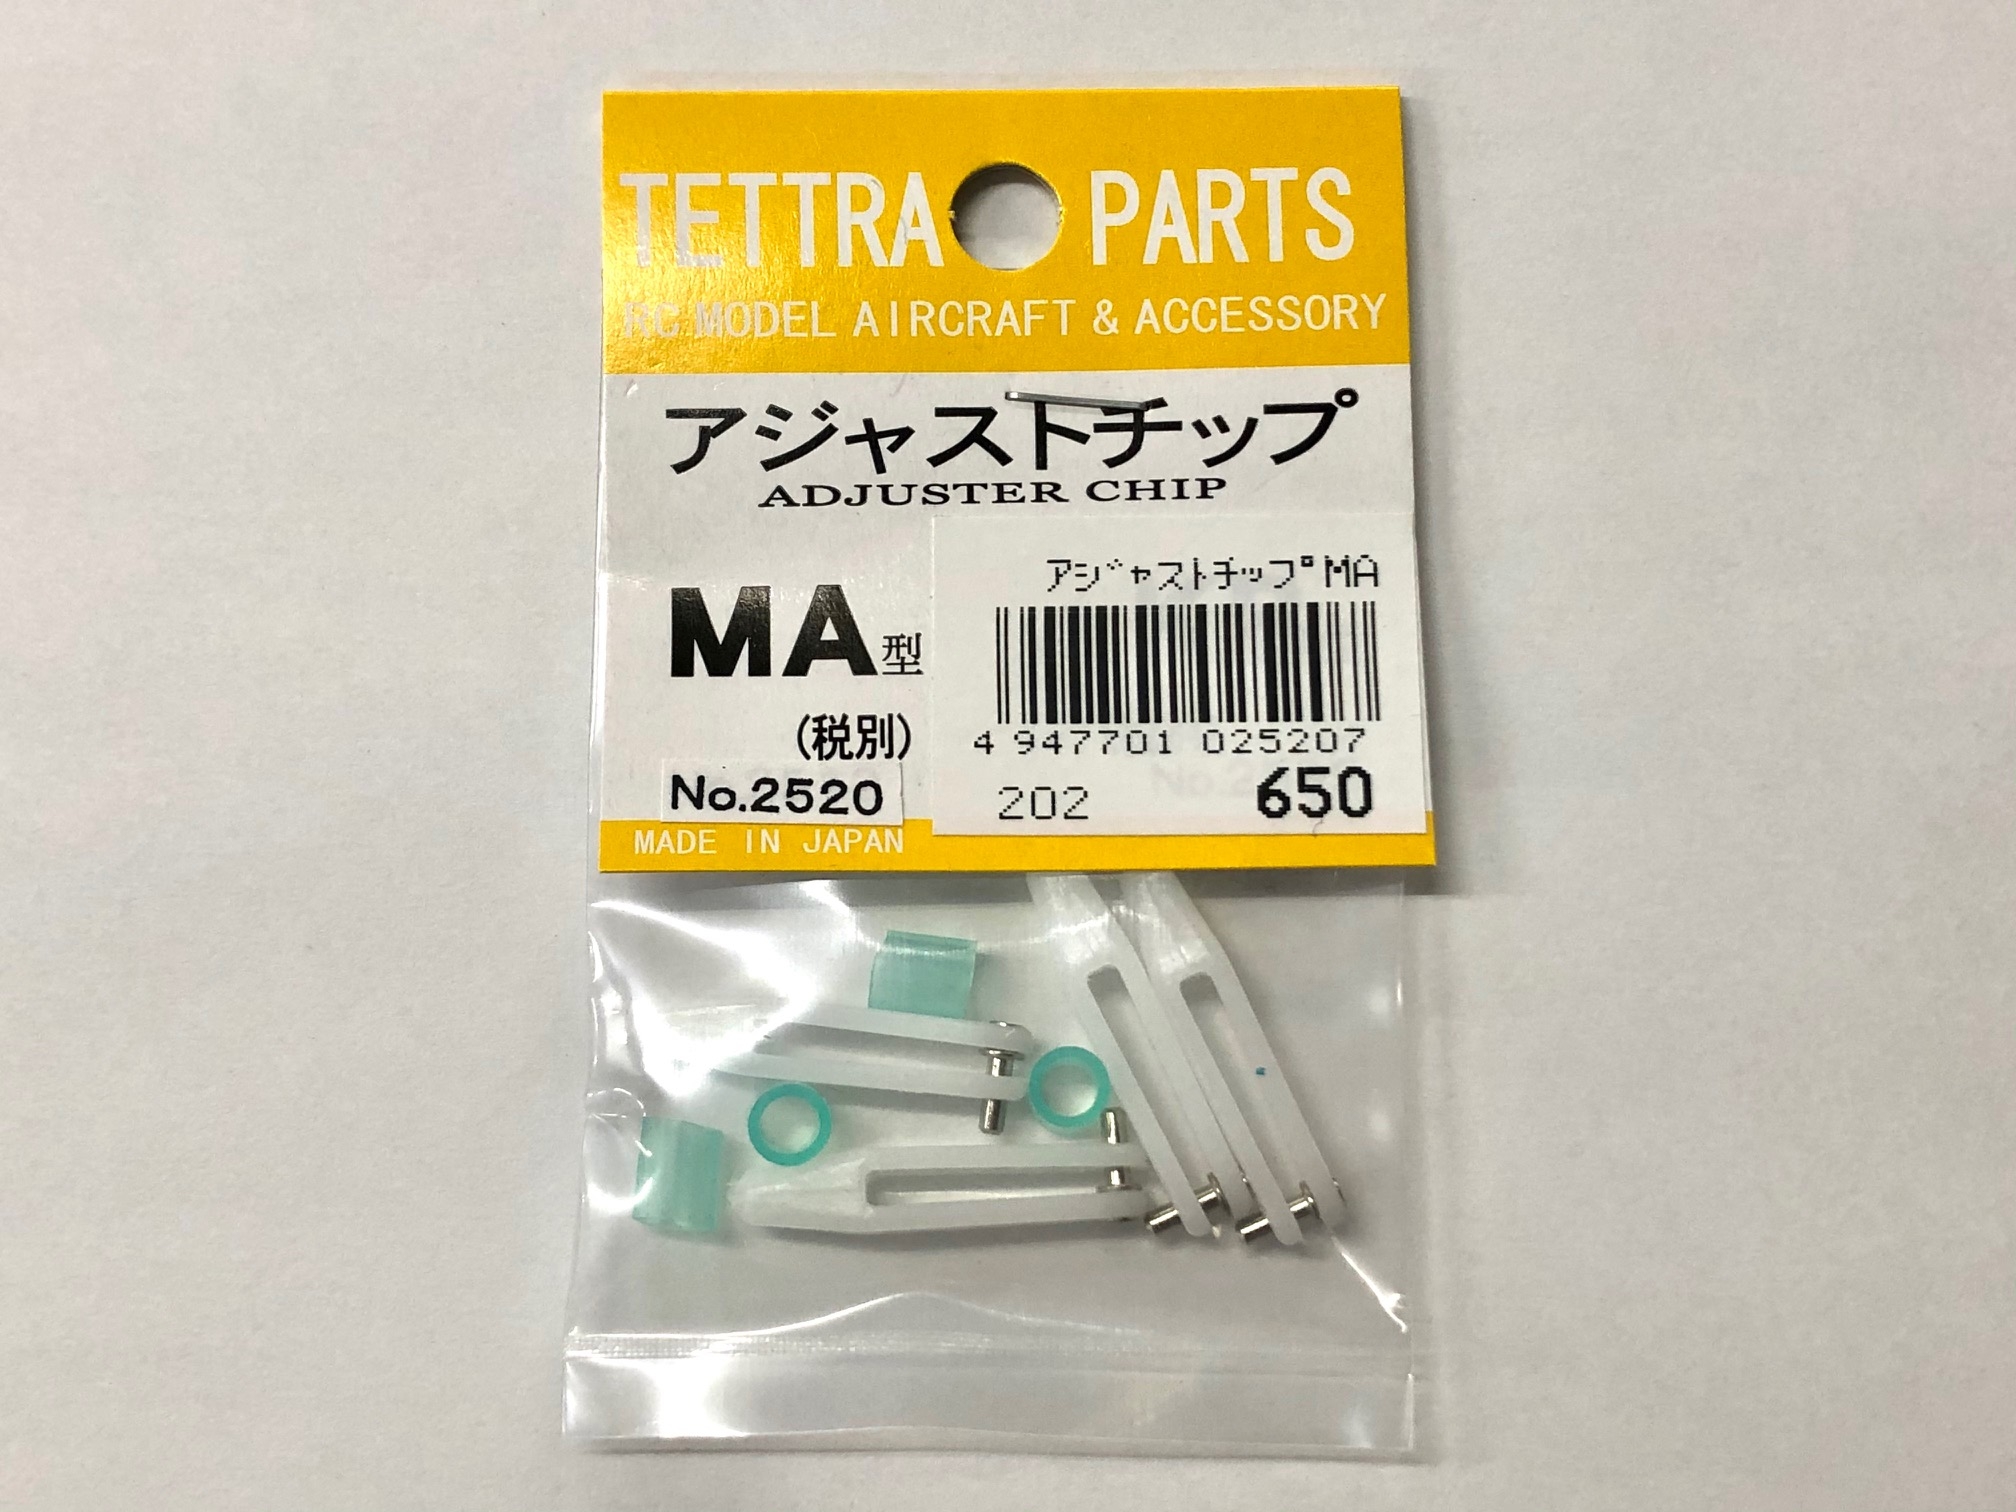 TETTRA PARTS
RC MODEL AIRCRAFT & ACCESSORY
アジャストチップ
ADJUSTER CHIP
MA型
(税別)
No.2520
アジャストチップMA
4 947701 025207
202 650
MADE IN JAPAN